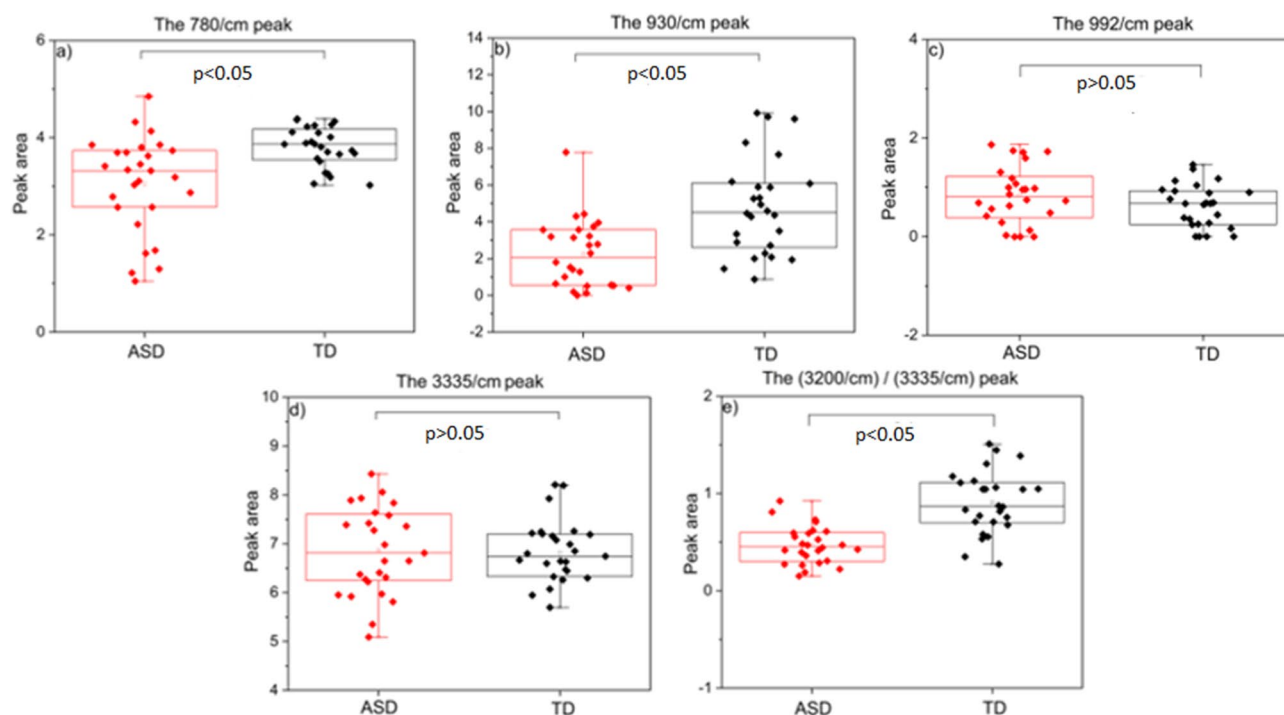 The 780/cm peak
a)
p<0.05
6
4
2
0
Peak area
ASD TD
The 930/cm peak
b)
p<0.05
14
12
10
8
6
4
2
0
-2
Peak area
ASD TD
The 992/cm peak
c)
p>0.05
4
2
0
-2
Peak area
ASD TD
The 3335/cm peak
d)
p>0.05
10
9
8
7
6
5
4
Peak area
ASD TD
The (3200/cm) / (3335/cm) peak
e)
p<0.05
2
1
0
-1
Peak area
ASD TD